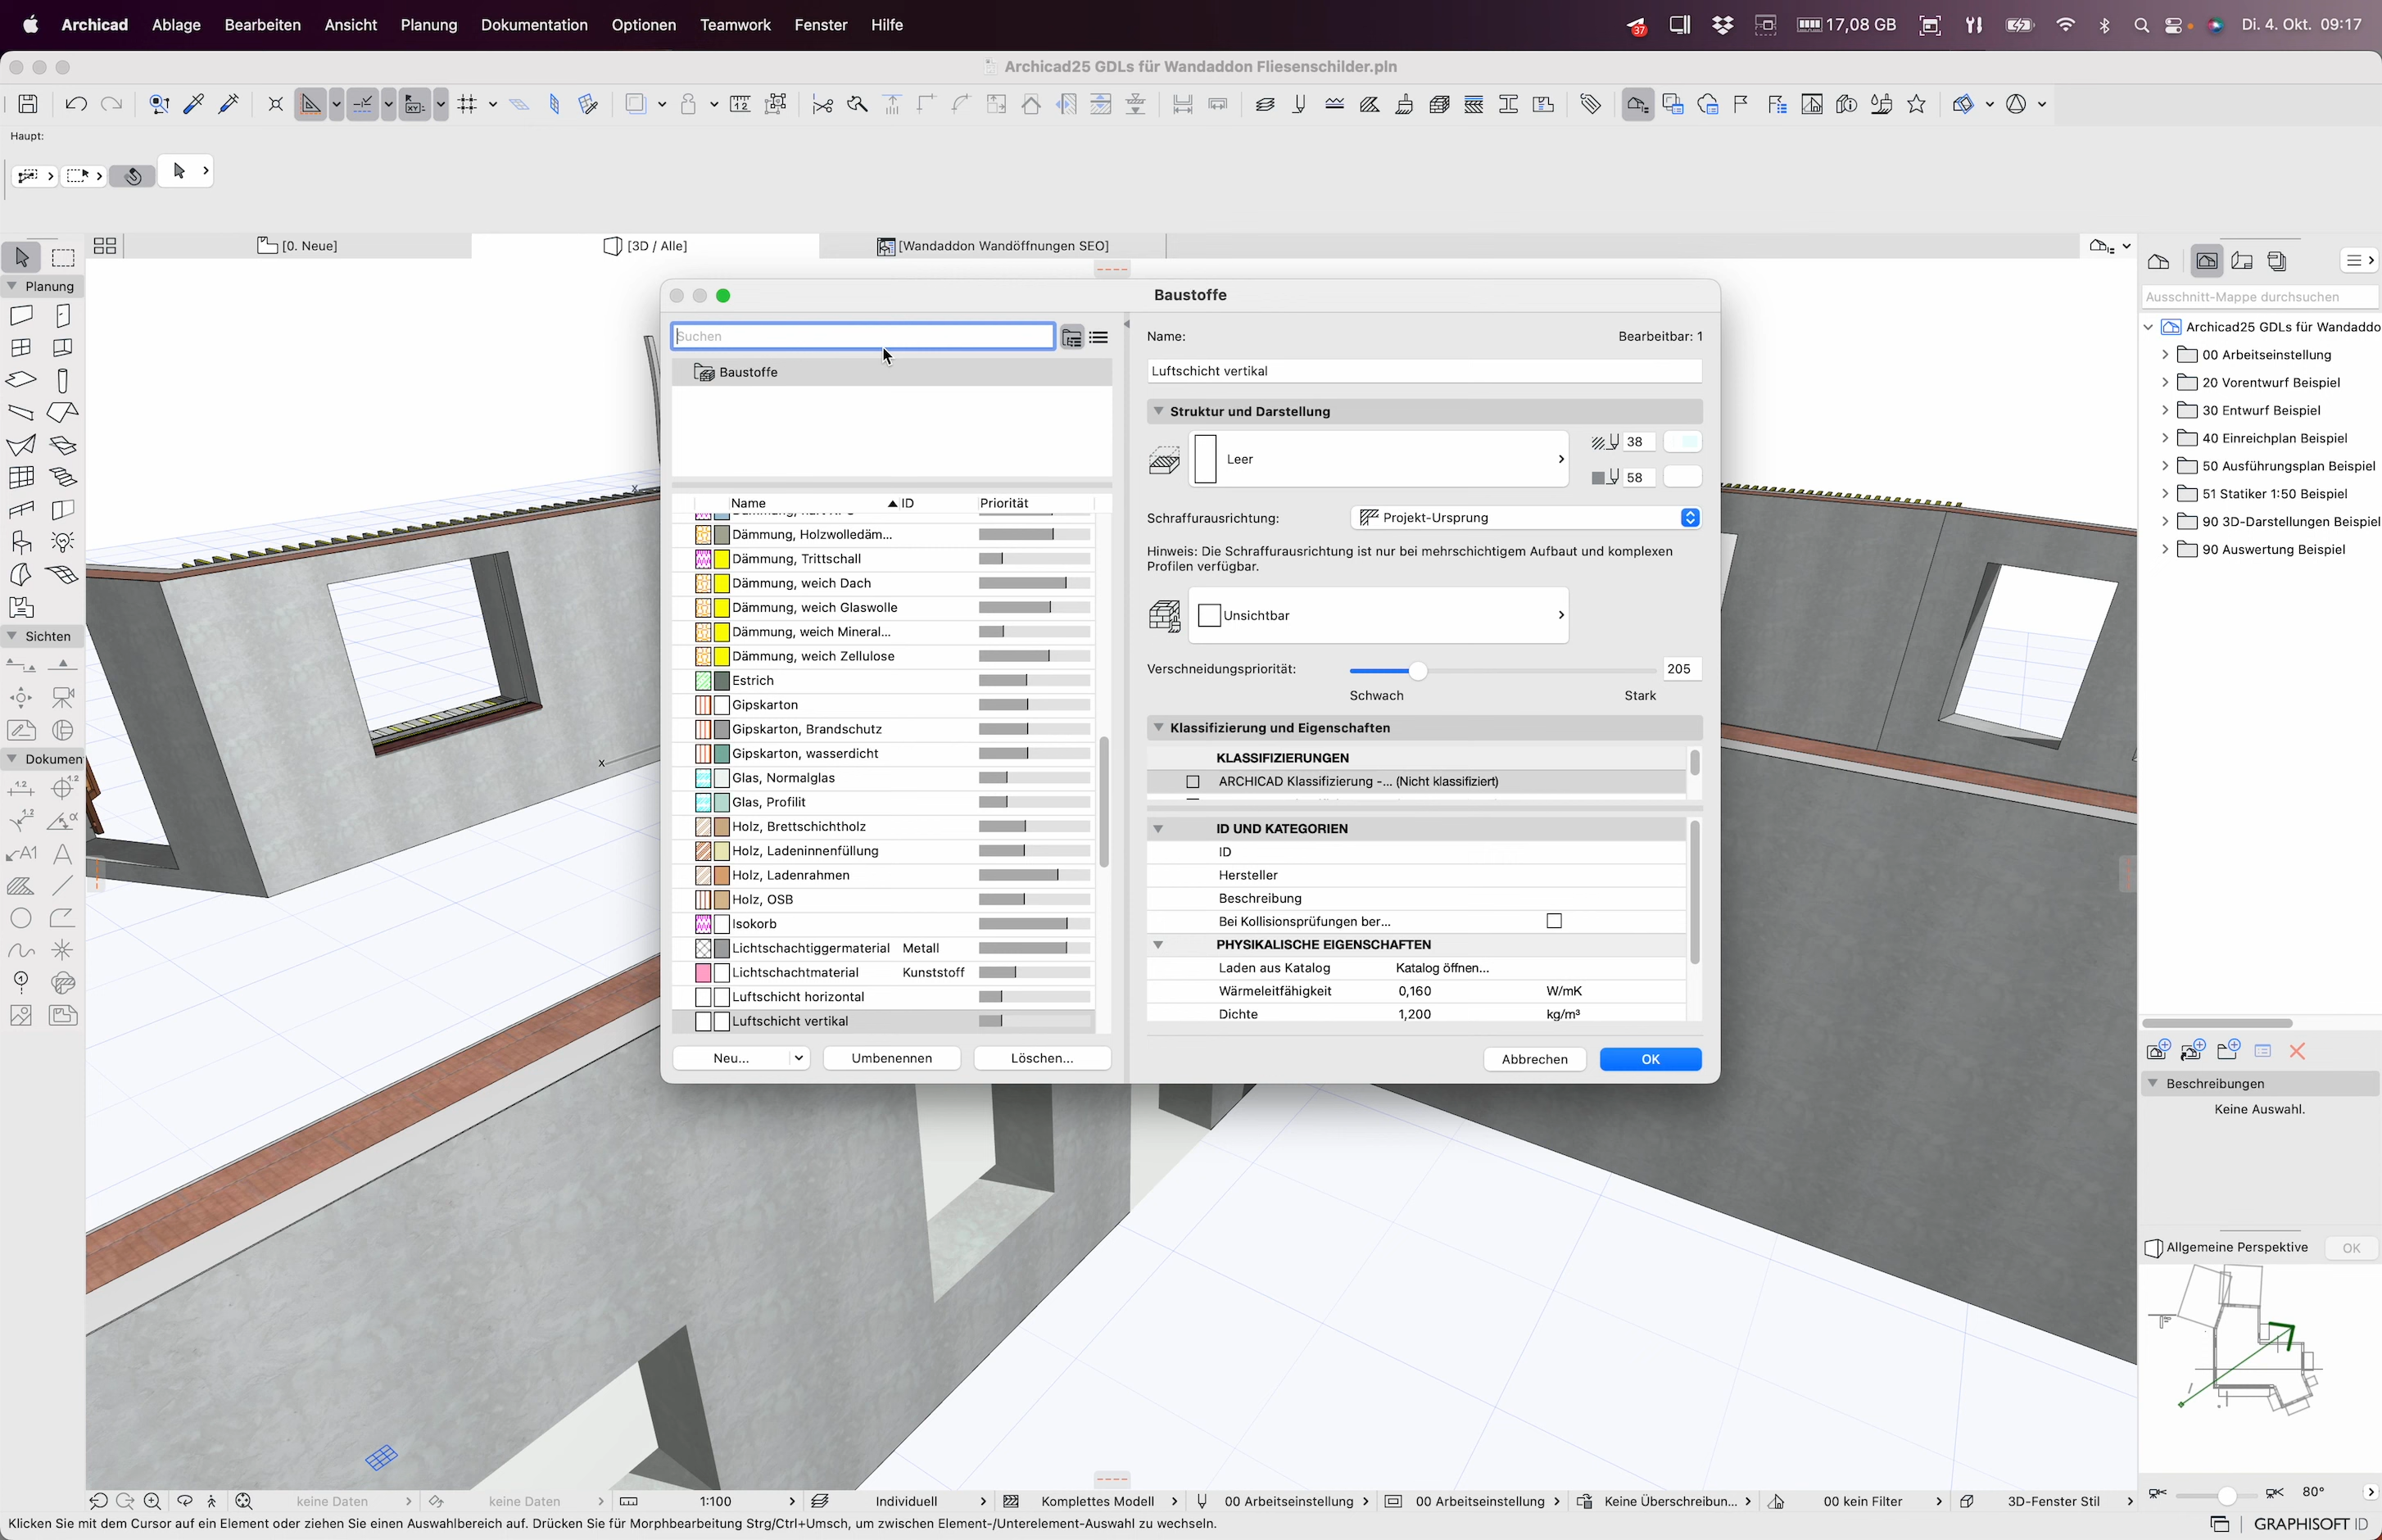 Archicad Ablage Bearbeiten Ansicht Planung Dokumentation Optionen Teamwork Fenster Hilfe 37 17,08 GB Di. 4. Okt. 09:17
Archicad25 GDLs für Wandaddon Fliesenschilder.pln
Haupt:
[0. Neue] [3D / Alle] [Wandaddon Wandöffnungen SEO]
Planung
Sichten
Dokumen
Baustoffe
Suchen
Baustoffe
Name ID Priorität
Dämmung, Holzwolledäm...
Dämmung, Trittschall
Dämmung, weich Dach
Dämmung, weich Glaswolle
Dämmung, weich Mineral...
Dämmung, weich Zellulose
Estrich
Gipskarton
Gipskarton, Brandschutz
Gipskarton, wasserdicht
Glas, Normalglas
Glas, Profilit
Holz, Brettschichtholz
Holz, Ladeninnenfüllung
Holz, Ladenrahmen
Holz, OSB
Isokorb
Lichtschachtiggermaterial Metall
Lichtschachtmaterial Kunststoff
Luftschicht horizontal
Luftschicht vertikal
Neu... Umbenennen Löschen...
Name: Bearbeitbar: 1
Luftschicht vertikal
Struktur und Darstellung
Leer
38
58
Schraffurausrichtung: Projekt-Ursprung
Hinweis: Die Schraffurausrichtung ist nur bei mehrschichtigem Aufbau und komplexen
Profilen verfügbar.
Unsichtbar
Verschneidungspriorität: 205
Schwach Stark
Klassifizierung und Eigenschaften
KLASSIFIZIERUNGEN
ARCHICAD Klassifizierung -... (Nicht klassifiziert)
ID UND KATEGORIEN
ID
Hersteller
Beschreibung
Bei Kollisionsprüfungen ber...
PHYSIKALISCHE EIGENSCHAFTEN
Laden aus Katalog Katalog öffnen...
Wärmeleitfähigkeit 0,160 W/mK
Dichte 1,200 kg/m³
Abbrechen OK
Ausschnitt-Mappe durchsuchen
Archicad25 GDLs für Wandaddo
00 Arbeitseinstellung
20 Vorentwurf Beispiel
30 Entwurf Beispiel
40 Einreichplan Beispiel
50 Ausführungsplan Beispiel
51 Statiker 1:50 Beispiel
90 3D-Darstellungen Beispiel
90 Auswertung Beispiel
Beschreibungen
Keine Auswahl.
Allgemeine Perspektive OK
80°
keine Daten keine Daten 1:100 Individuell Komplettes Modell 00 Arbeitseinstellung 00 Arbeitseinstellung Keine Überschreibun... 00 kein Filter 3D-Fenster Stil
Klicken Sie mit dem Cursor auf ein Element oder ziehen Sie einen Auswahlbereich auf. Drücken Sie für Morphbearbeitung Strg/Ctrl+Umsch, um zwischen Element-/Unterelement-Auswahl zu wechseln.
GRAPHISOFT ID